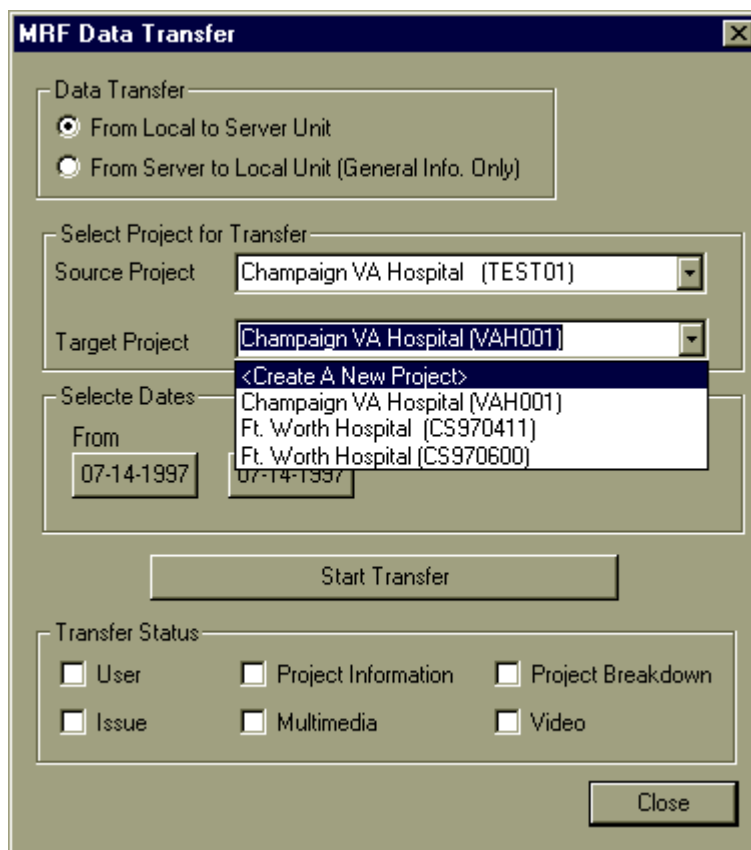 MRF Data Transfer
Data Transfer
From Local to Server Unit
From Server to Local Unit (General Info. Only)
Select Project for Transfer
Source Project Champaign VA Hospital (TEST01)
Target Project Champaign VA Hospital (VAH001)
<Create A New Project>
Selecte Dates Champaign VA Hospital (VAH001)
From Ft. Worth Hospital (CS970411)
Ft. Worth Hospital (CS970600)
07-14-1997 07-14-1997
Start Transfer
Transfer Status
User Project Information Project Breakdown
Issue Multimedia Video
Close